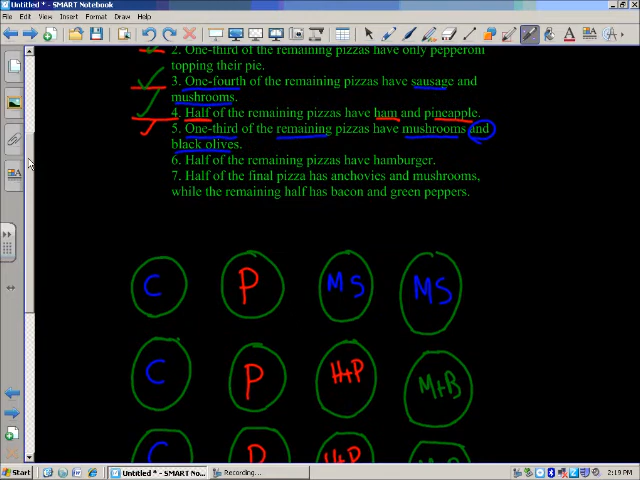 Untitled * - SMART Notebook
File Edit View Insert Format Draw Help
2. One-third of the remaining pizzas have only pepperoni
topping their pie.
3. One-fourth of the remaining pizzas have sausage and
mushrooms.
4. Half of the remaining pizzas have ham and pineapple.
5. One-third of the remaining pizzas have mushrooms and
black olives.
6. Half of the remaining pizzas have hamburger.
7. Half of the final pizza has anchovies and mushrooms,
while the remaining half has bacon and green peppers.
C P MS MS
C P H+P M+B
C P H+P
Start Untitled * - SMART No... Recording... 2:19 PM